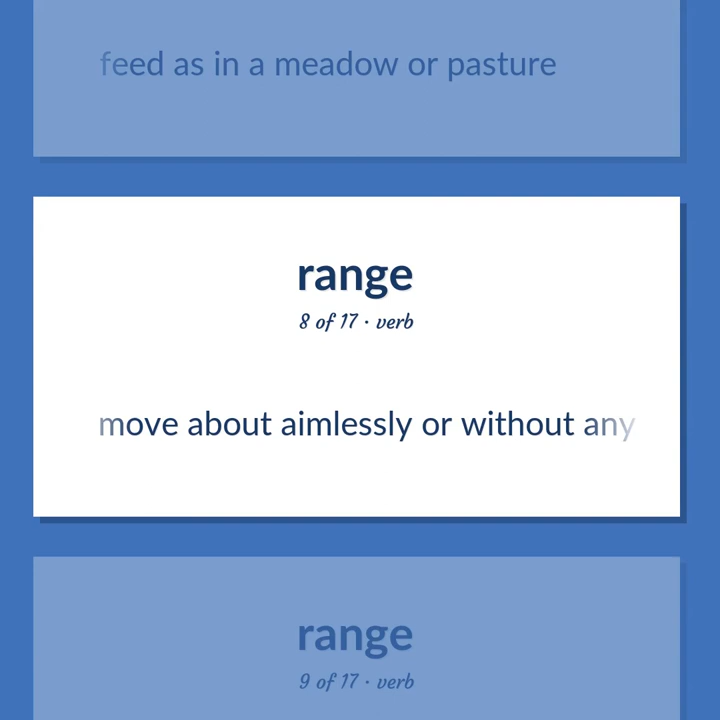 feed as in a meadow or pasture
range
8 of 17 · verb
move about aimlessly or without any
range
9 of 17 · verb